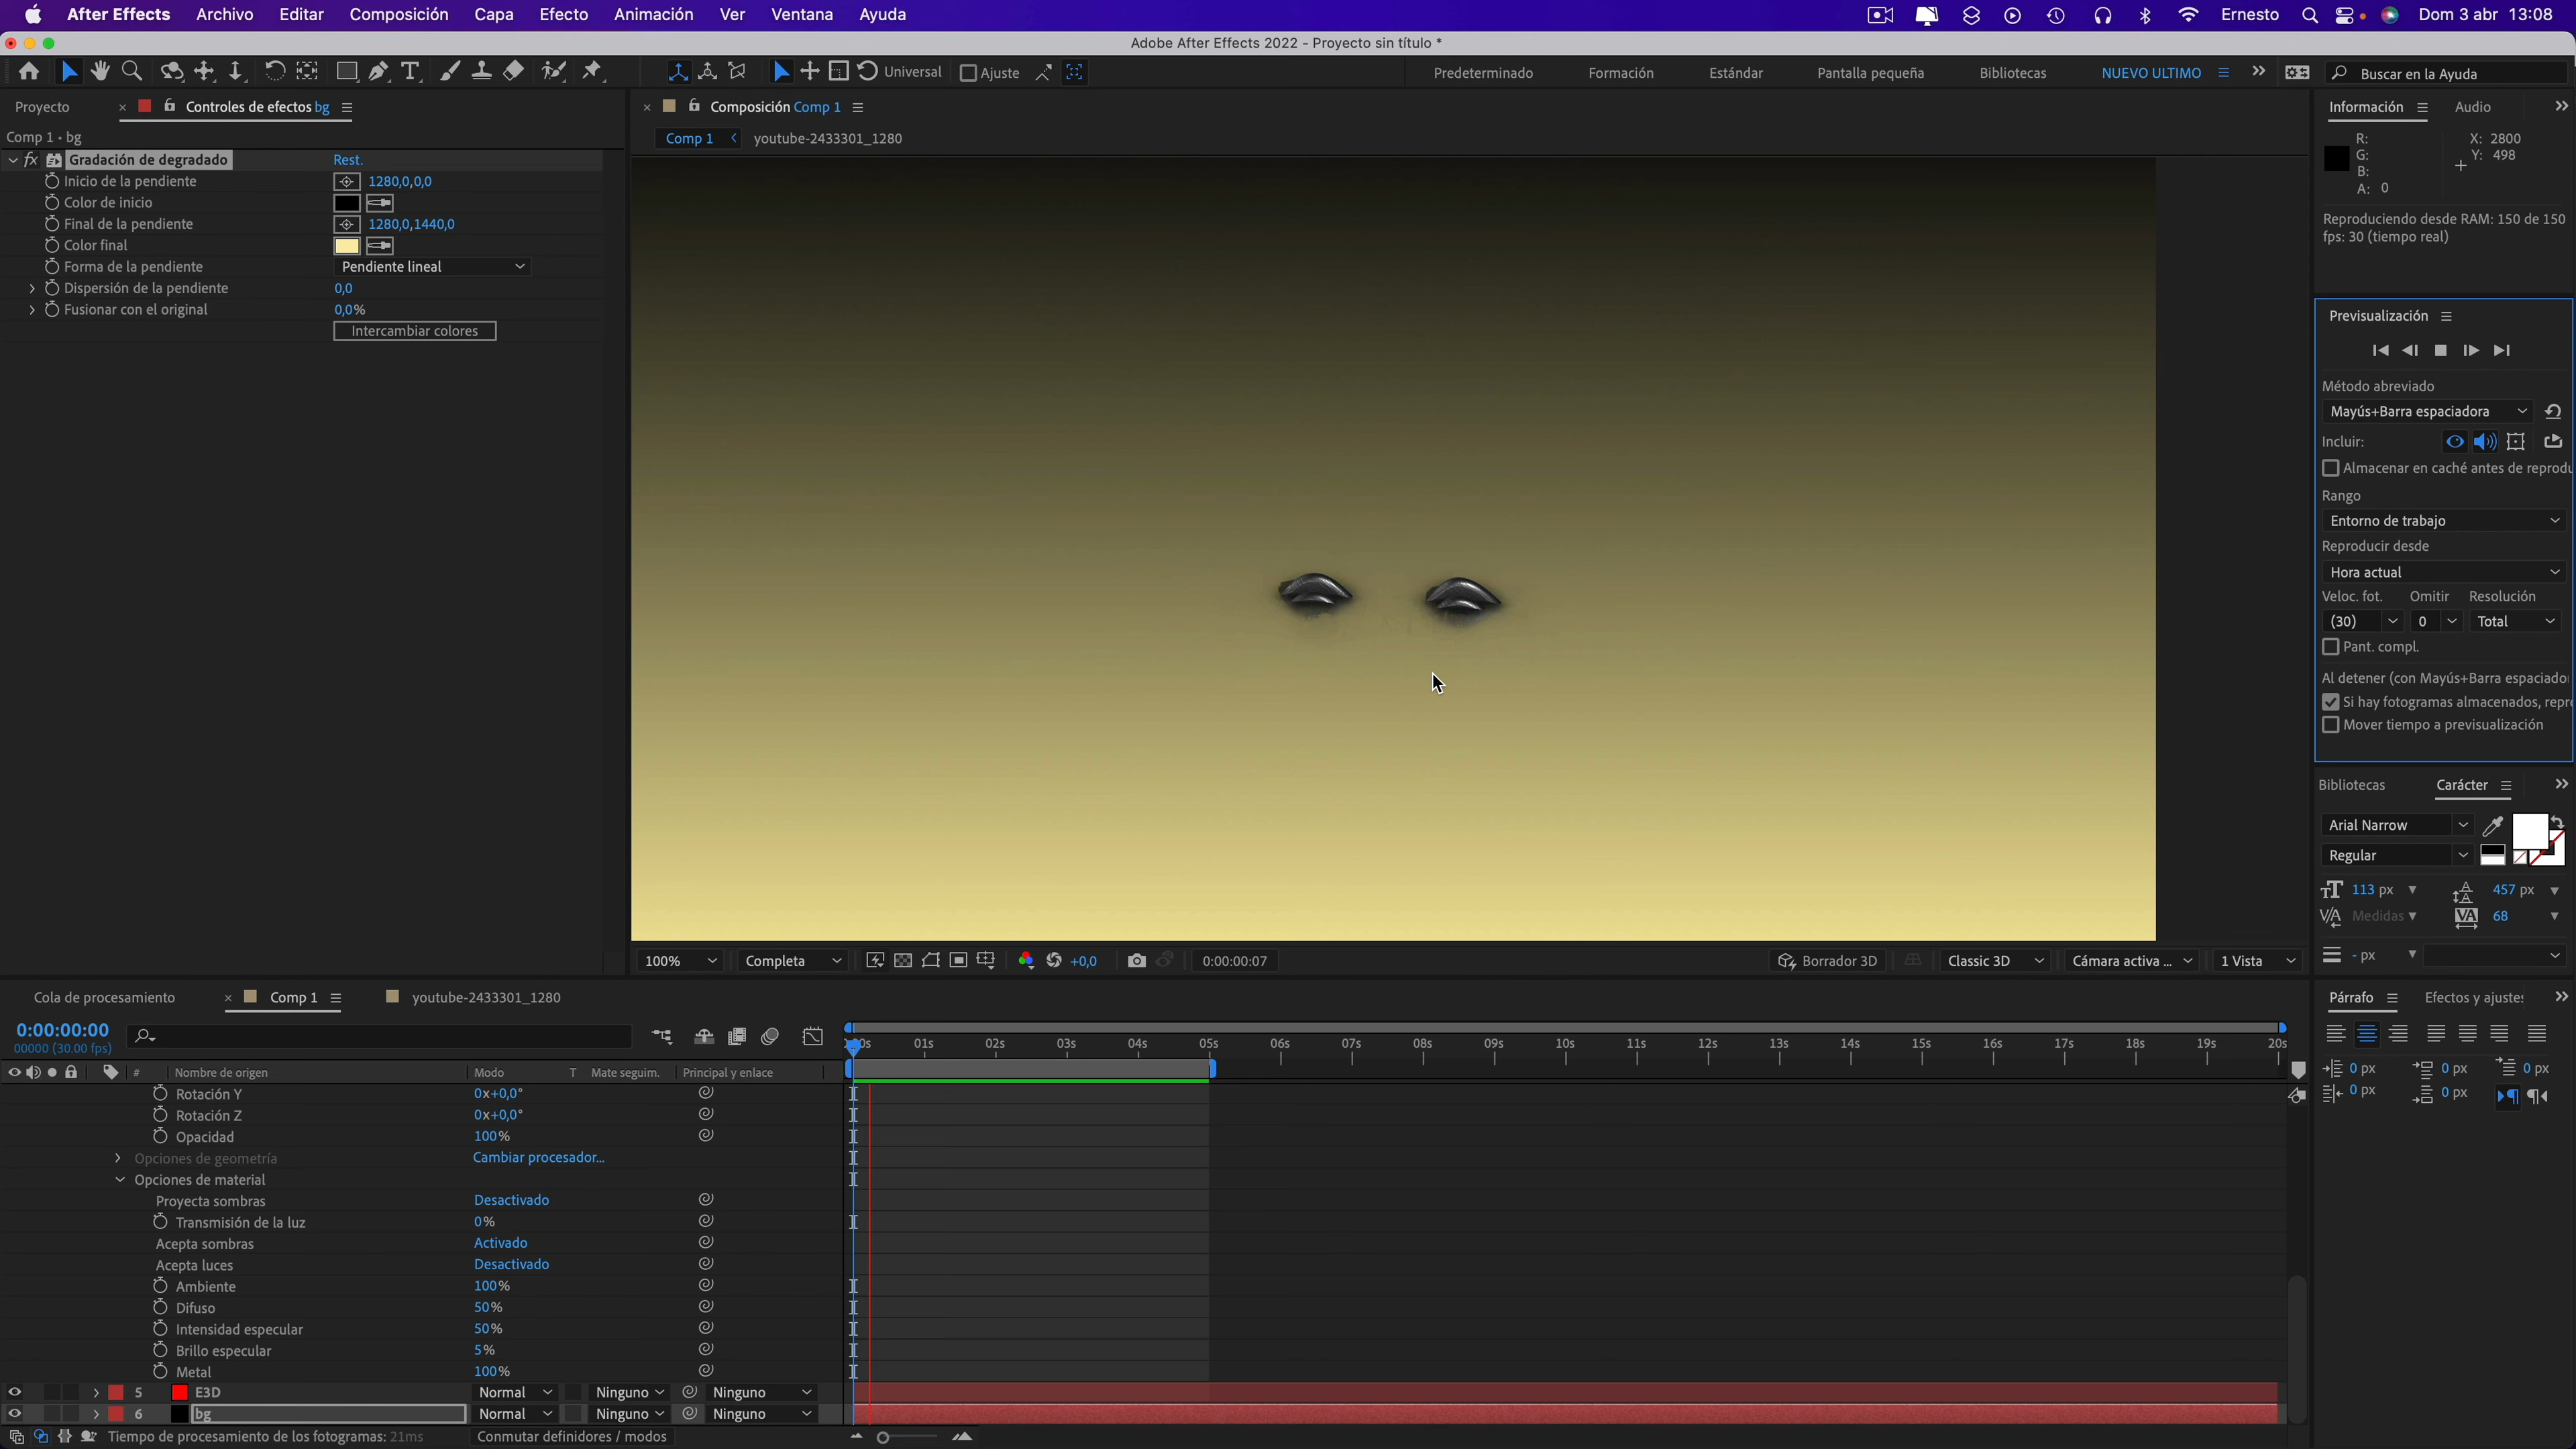 After Effects Archivo Editar Composición Capa Efecto Animación Ver Ventana Ayuda Ernesto Dom 3 abr 13:08
Adobe After Effects 2022 - Proyecto sin título *
Universal Ajuste Predeterminado Formación Estándar Pantalla pequeña Bibliotecas NUEVO ULTIMO Buscar en la Ayuda
Proyecto Controles de efectos bg
Comp 1 • bg
fx Gradación de degradado Rest.
Inicio de la pendiente 1280,0,0,0
Color de inicio
Final de la pendiente 1280,0,1440,0
Color final
Forma de la pendiente Pendiente lineal
Dispersión de la pendiente 0,0
Fusionar con el original 0,0%
Intercambiar colores
Composición Comp 1
Comp 1 youtube-2433301_1280
100% Completa +0,0 0:00:00:07 Borrador 3D Classic 3D Cámara activa ... 1 Vista
Información Audio
R: X: 2800
G: Y: 498
B:
A: 0
Reproduciendo desde RAM: 150 de 150
fps: 30 (tiempo real)
Previsualización
Método abreviado
Mayús+Barra espaciadora
Incluir:
Almacenar en caché antes de reprodu
Rango
Entorno de trabajo
Reproducir desde
Hora actual
Veloc. fot. Omitir Resolución
(30) 0 Total
Pant. compl.
Al detener (con Mayús+Barra espaciado
Si hay fotogramas almacenados, repr
Mover tiempo a previsualización
Bibliotecas Carácter
Arial Narrow
Regular
113 px 457 px
Medidas 68
- px
Párrafo Efectos y ajuste
0 px 0 px 0 px
0 px 0 px
Cola de procesamiento Comp 1 youtube-2433301_1280
0:00:00:00
00000 (30.00 fps)
01s 02s 03s 04s 05s 06s 07s 08s 09s 10s 11s 12s 13s 14s 15s 16s 17s 18s 19s 20s
# Nombre de origen Modo T Mate seguim. Principal y enlace
Rotación Y 0x+0,0°
Rotación Z 0x+0,0°
Opacidad 100%
Opciones de geometría Cambiar procesador...
Opciones de material
Proyecta sombras Desactivado
Transmisión de la luz 0%
Acepta sombras Activado
Acepta luces Desactivado
Ambiente 100%
Difuso 50%
Intensidad especular 50%
Brillo especular 5%
Metal 100%
5 E3D Normal Ninguno Ninguno
6 bg Normal Ninguno Ninguno
Tiempo de procesamiento de los fotogramas: 21ms Conmutar definidores / modos